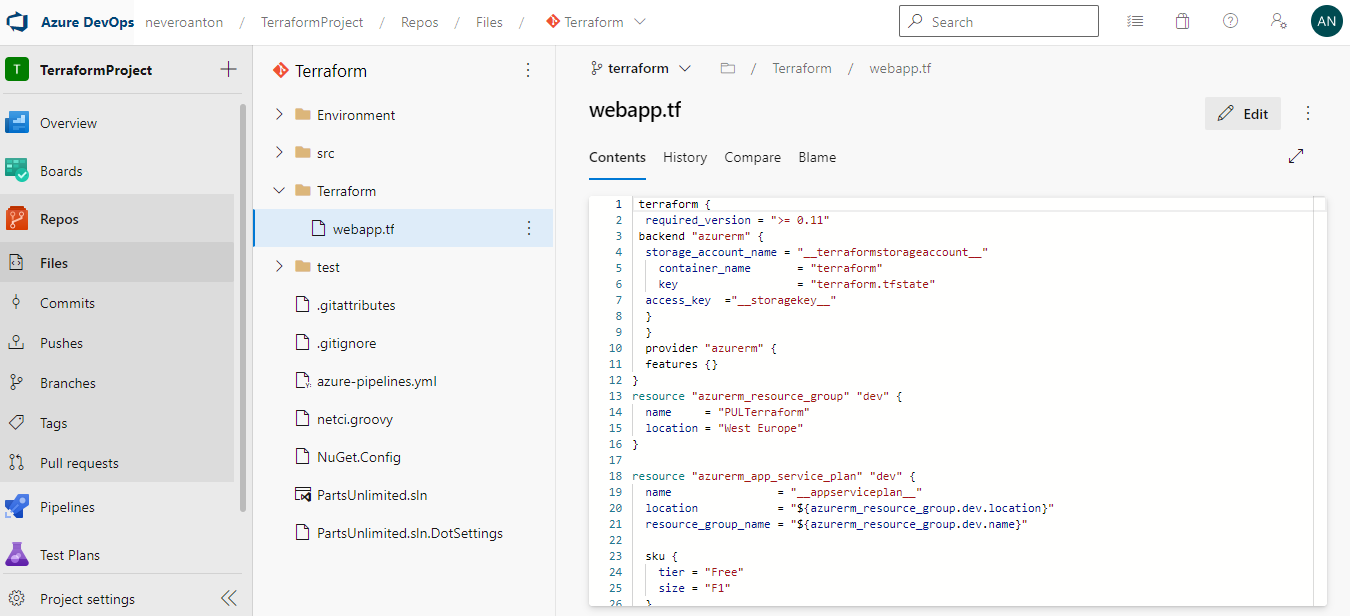 Azure DevOps neveroanton / TerraformProject / Repos / Files / Terraform Search AN
T TerraformProject
Overview
Boards
Repos
Files
Commits
Pushes
Branches
Tags
Pull requests
Pipelines
Test Plans
Project settings
Terraform
Environment
src
Terraform
webapp.tf
test
.gitattributes
.gitignore
azure-pipelines.yml
netci.groovy
NuGet.Config
PartsUnlimited.sln
PartsUnlimited.sln.DotSettings
terraform / Terraform / webapp.tf
webapp.tf
Edit
Contents History Compare Blame
1 terraform {
2 required_version = ">= 0.11"
3 backend "azurerm" {
4 storage_account_name = "__terraformstorageaccount__"
5 container_name = "terraform"
6 key = "terraform.tfstate"
7 access_key ="__storagekey__"
8 }
9 }
10 provider "azurerm" {
11 features {}
12 }
13 resource "azurerm_resource_group" "dev" {
14 name = "PULTerraform"
15 location = "West Europe"
16 }
17
18 resource "azurerm_app_service_plan" "dev" {
19 name = "__appserviceplan__"
20 location = "${azurerm_resource_group.dev.location}"
21 resource_group_name = "${azurerm_resource_group.dev.name}"
22
23 sku {
24 tier = "Free"
25 size = "F1"
26 }